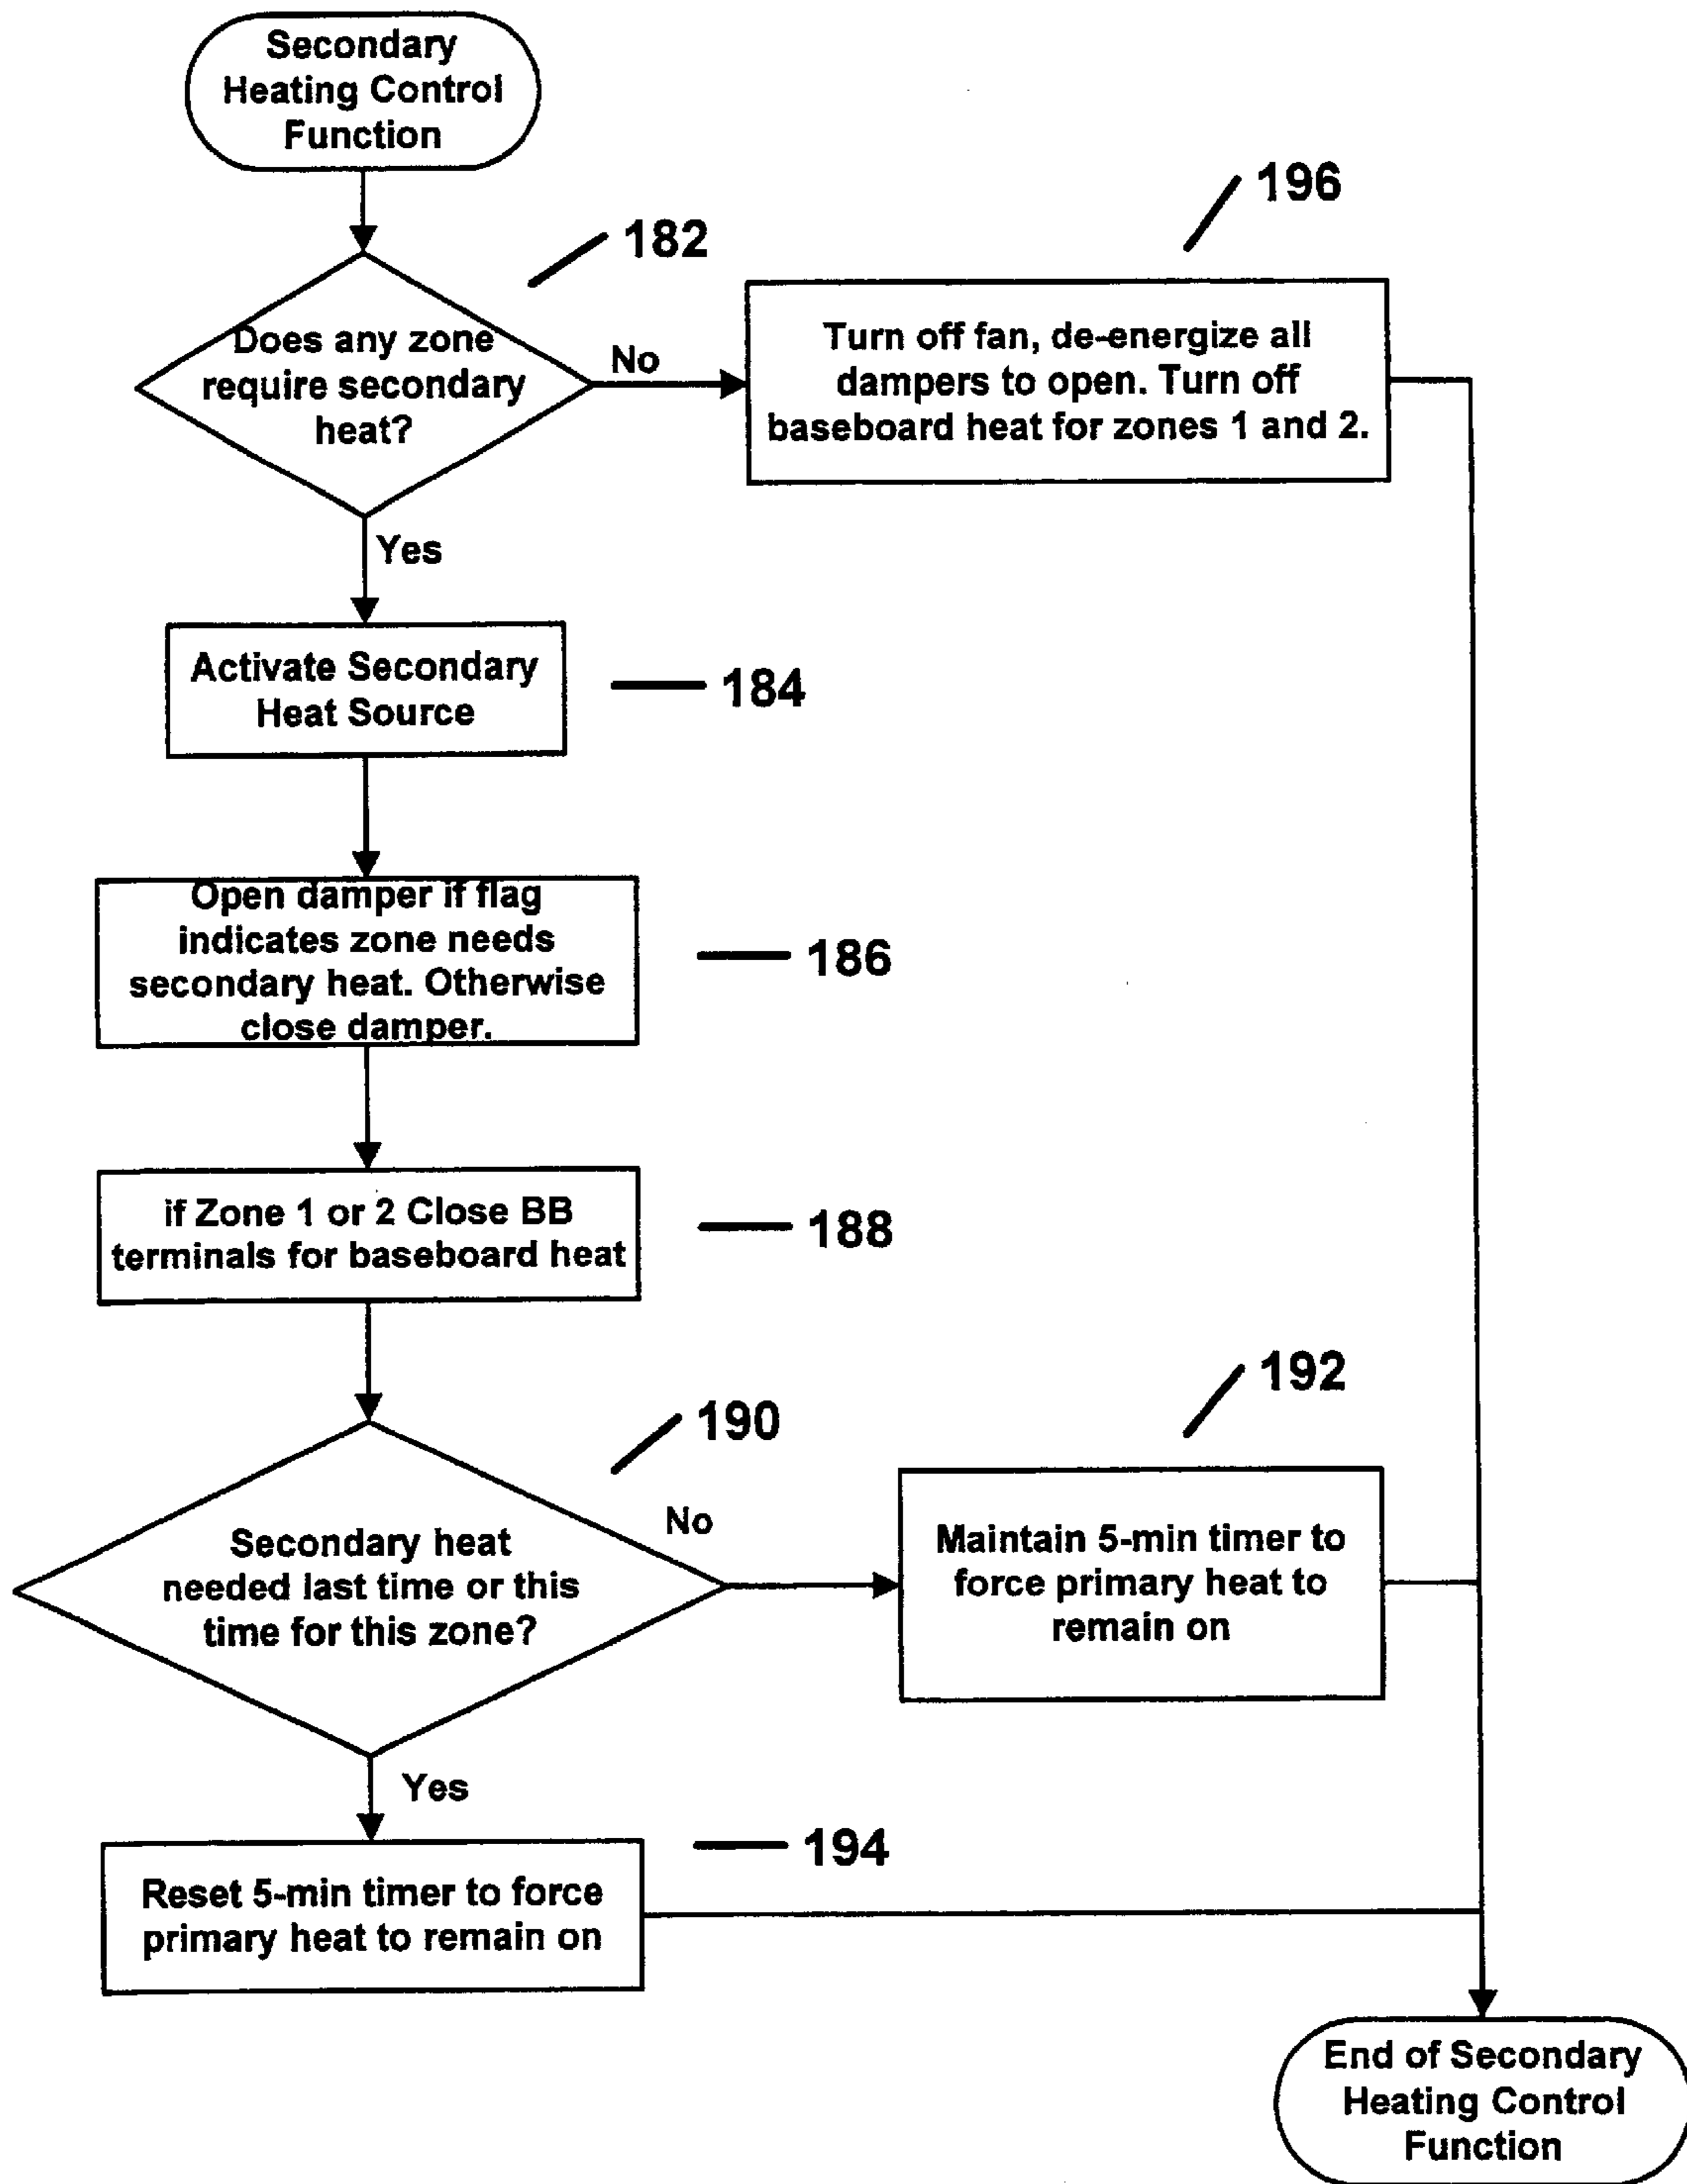 Secondary
Heating Control
Function
182
196
Does any zone
require secondary
heat?
No
Turn off fan, de-energize all
dampers to open. Turn off
baseboard heat for zones 1 and 2.
Yes
Activate Secondary
Heat Source
184
Open damper if flag
indicates zone needs
secondary heat. Otherwise
close damper.
186
if Zone 1 or 2 Close BB
terminals for baseboard heat
188
190
192
Secondary heat
needed last time or this
time for this zone?
No
Maintain 5-min timer to
force primary heat to
remain on
Yes
194
Reset 5-min timer to force
primary heat to remain on
End of Secondary
Heating Control
Function